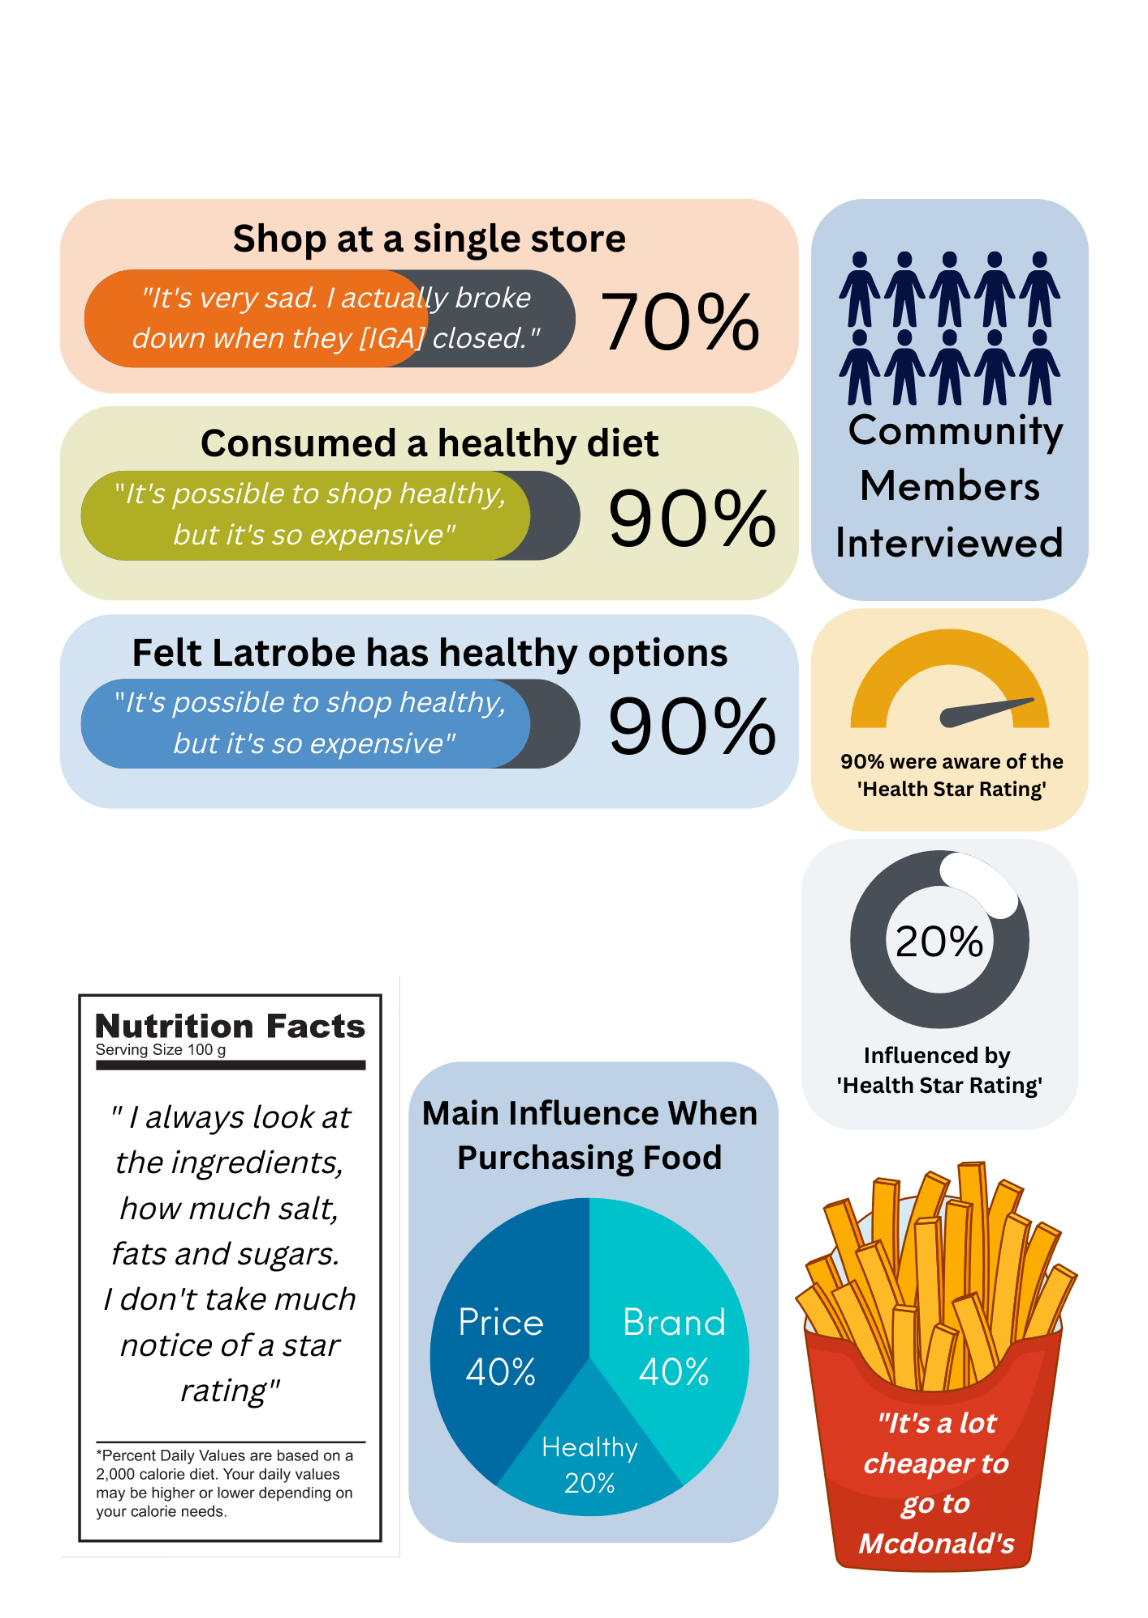 Shop at a single store
"It's very sad. I actually broke
down when they [IGA] closed."
70%
Consumed a healthy diet
"It's possible to shop healthy,
but it's so expensive"
90%
Felt Latrobe has healthy options
"It's possible to shop healthy,
but it's so expensive"
90%
Community
Members
Interviewed
90% were aware of the
'Health Star Rating'
20%
Influenced by
'Health Star Rating'
Nutrition Facts
Serving Size 100 g
" I always look at
the ingredients,
how much salt,
fats and sugars.
I don't take much
notice of a star
rating"
*Percent Daily Values are based on a
2,000 calorie diet. Your daily values
may be higher or lower depending on
your calorie needs.
Main Influence When
Purchasing Food
Price
40%
Brand
40%
Healthy
20%
"It's a lot
cheaper to
go to
Mcdonald's